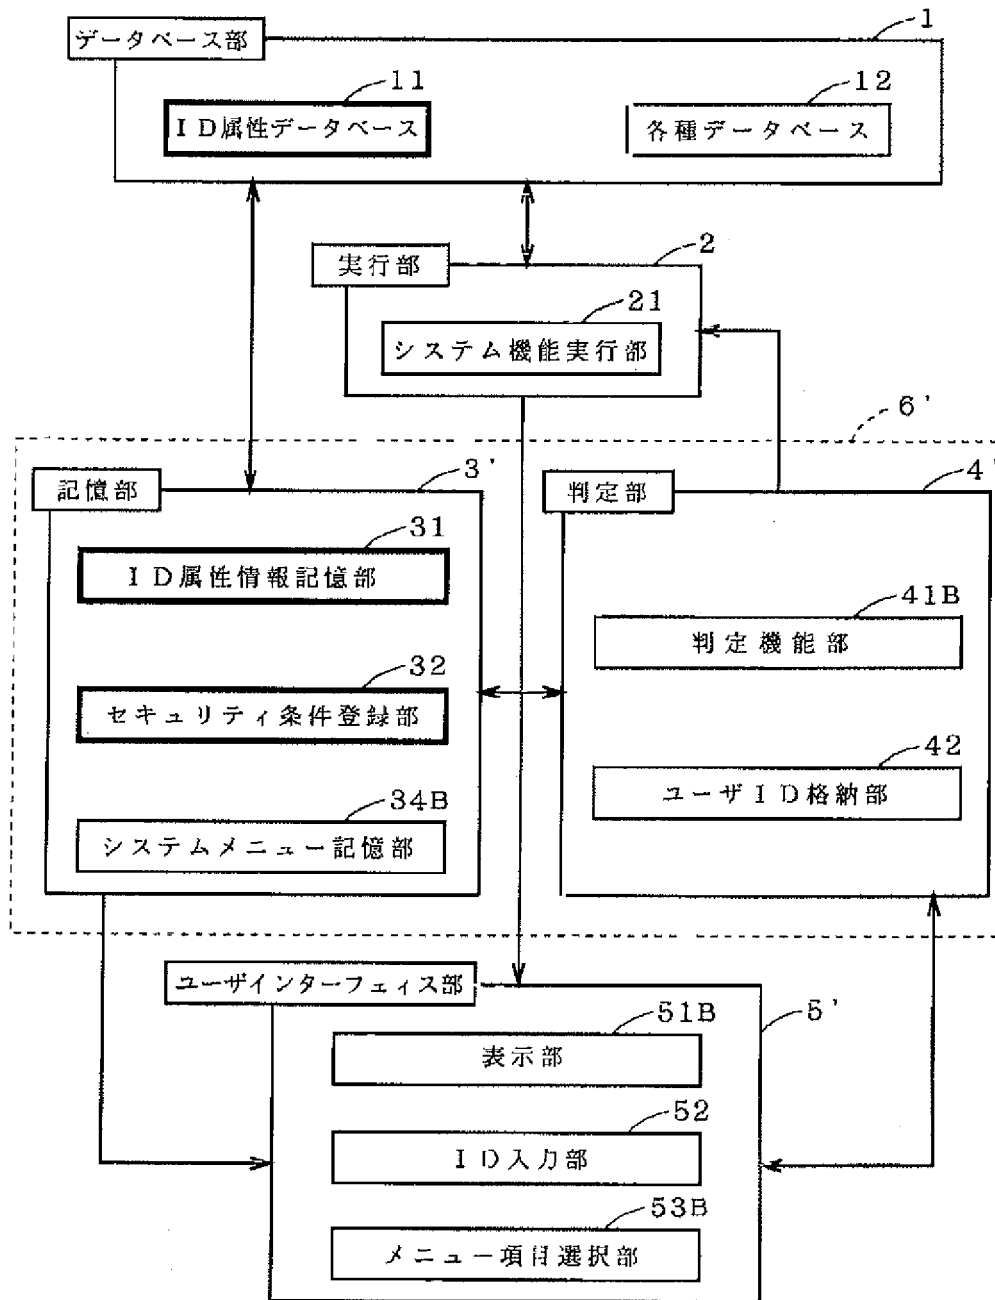 データベース部
1
11
12
ID属性データベース
各種データベース
実行部
2
21
システム機能実行部
6'
記憶部
3'
判定部
4'
31
ID属性情報記憶部
41B
判定機能部
32
セキュリティ条件登録部
42
ユーザID格納部
34B
システムメニュー記憶部
ユーザインターフェィス部
5'
51B
表示部
52
ID入力部
53B
メニュー項目選択部